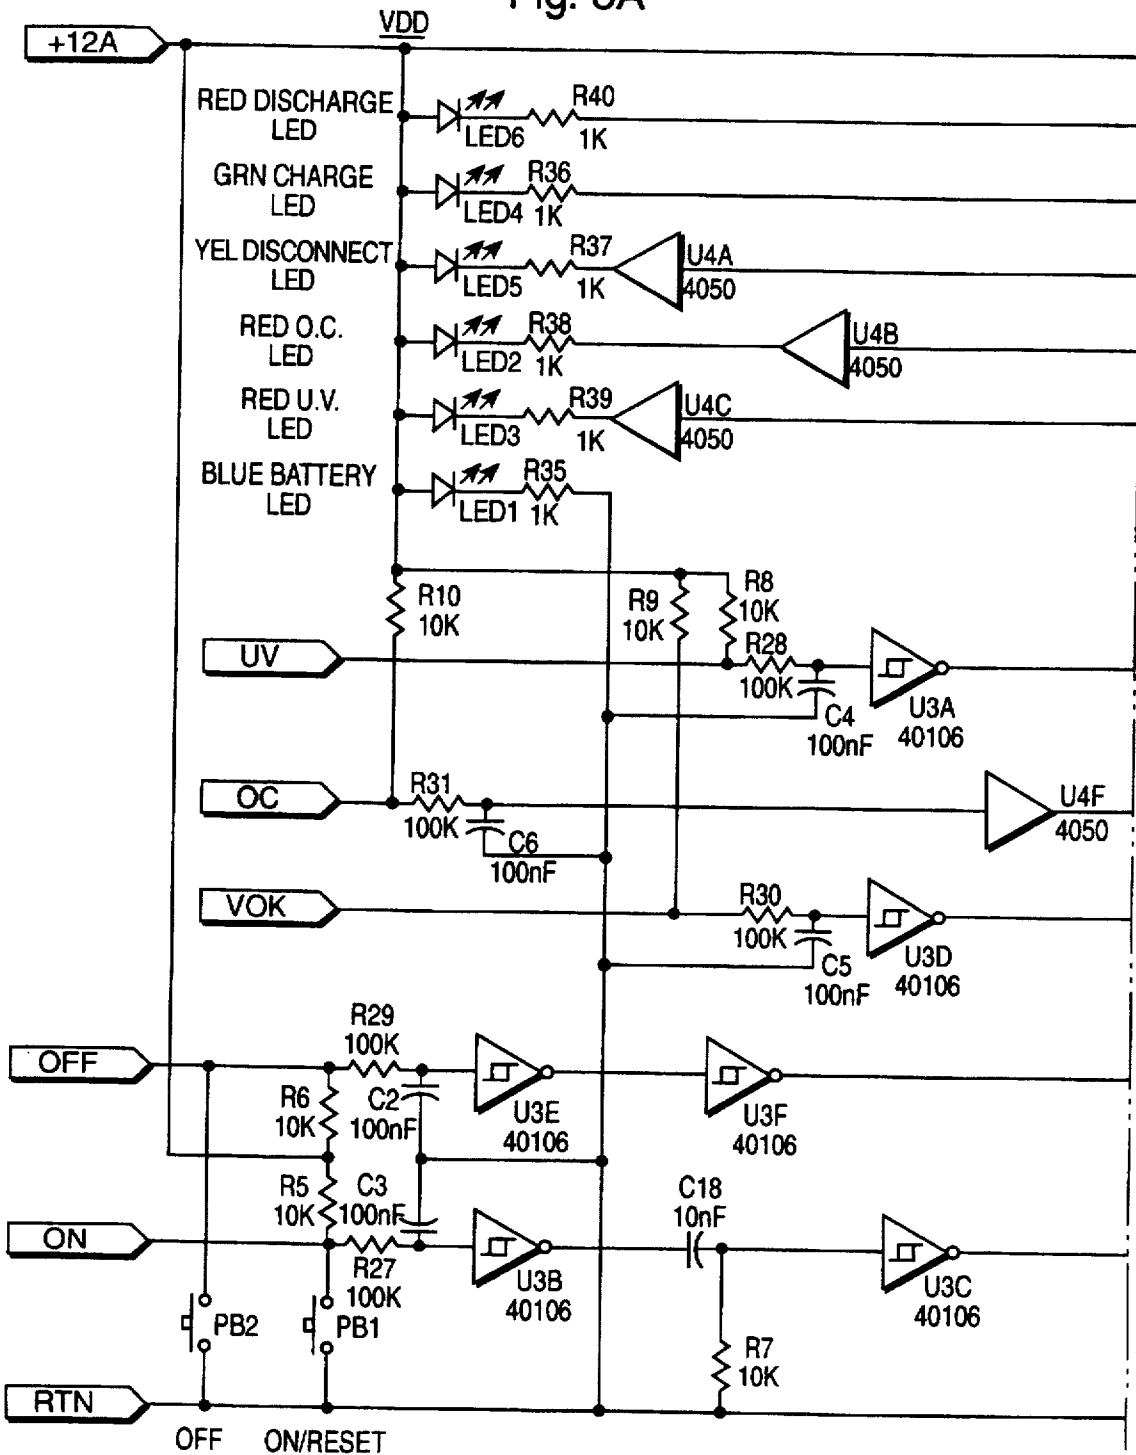 VDD
+12A
RED DISCHARGE
LED
LED6
R40
1K
GRN CHARGE
LED
LED4
R36
1K
YEL DISCONNECT
LED
LED5
R37
1K
U4A
4050
RED O.C.
LED
LED2
R38
1K
U4B
4050
RED U.V.
LED
LED3
R39
1K
U4C
4050
BLUE BATTERY
LED
LED1
R35
1K
R10
10K
R9
10K
R8
10K
UV
R28
100K
C4
100nF
U3A
40106
OC
R31
100K
C6
100nF
U4F
4050
VOK
R30
100K
C5
100nF
U3D
40106
OFF
R29
100K
R6
10K
C2
100nF
U3E
40106
U3F
40106
R5
10K
C3
100nF
ON
R27
100K
U3B
40106
C18
10nF
U3C
40106
PB2
PB1
R7
10K
RTN
OFF
ON/RESET